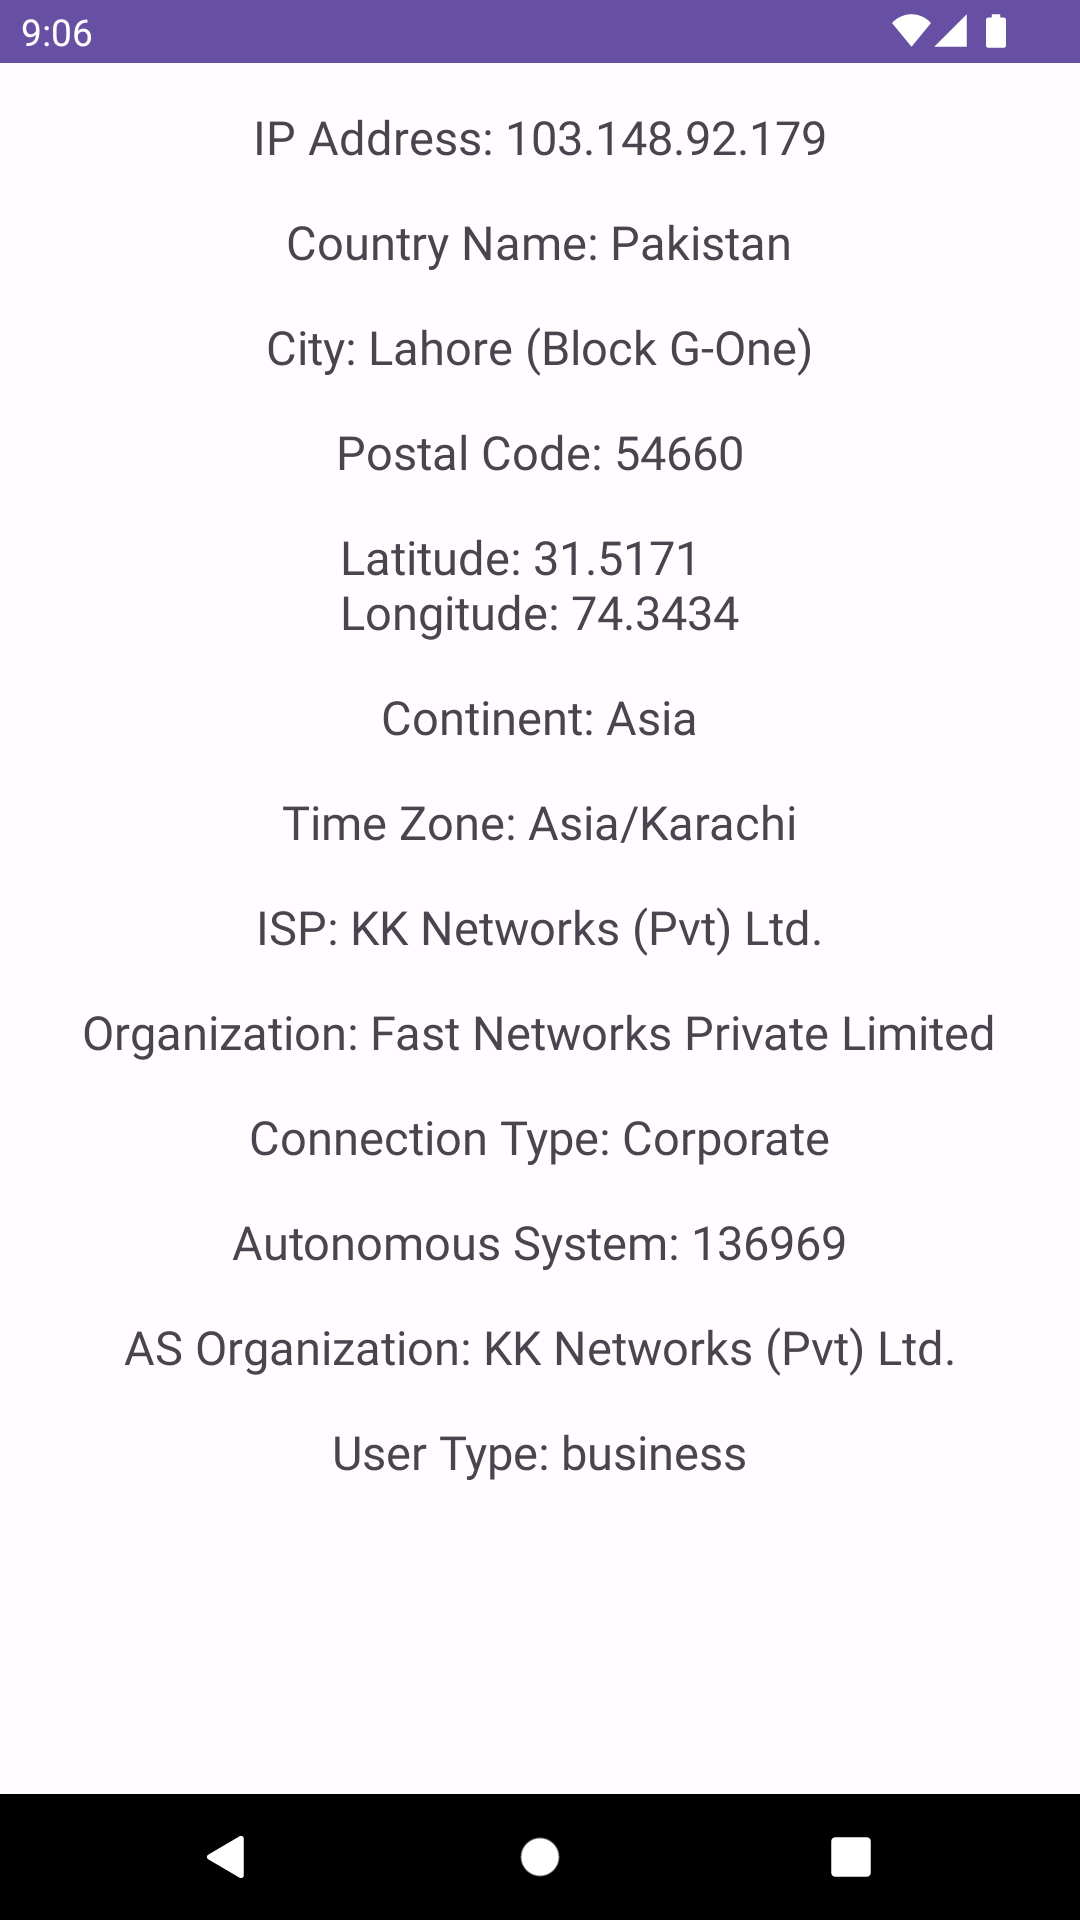 9:06
IP Address: 103.148.92.179
Country Name: Pakistan
City: Lahore (Block G-One)
Postal Code: 54660
Latitude: 31.5171
Longitude: 74.3434
Continent: Asia
Time Zone: Asia/Karachi
ISP: KK Networks (Pvt) Ltd.
Organization: Fast Networks Private Limited
Connection Type: Corporate
Autonomous System: 136969
AS Organization: KK Networks (Pvt) Ltd.
User Type: business